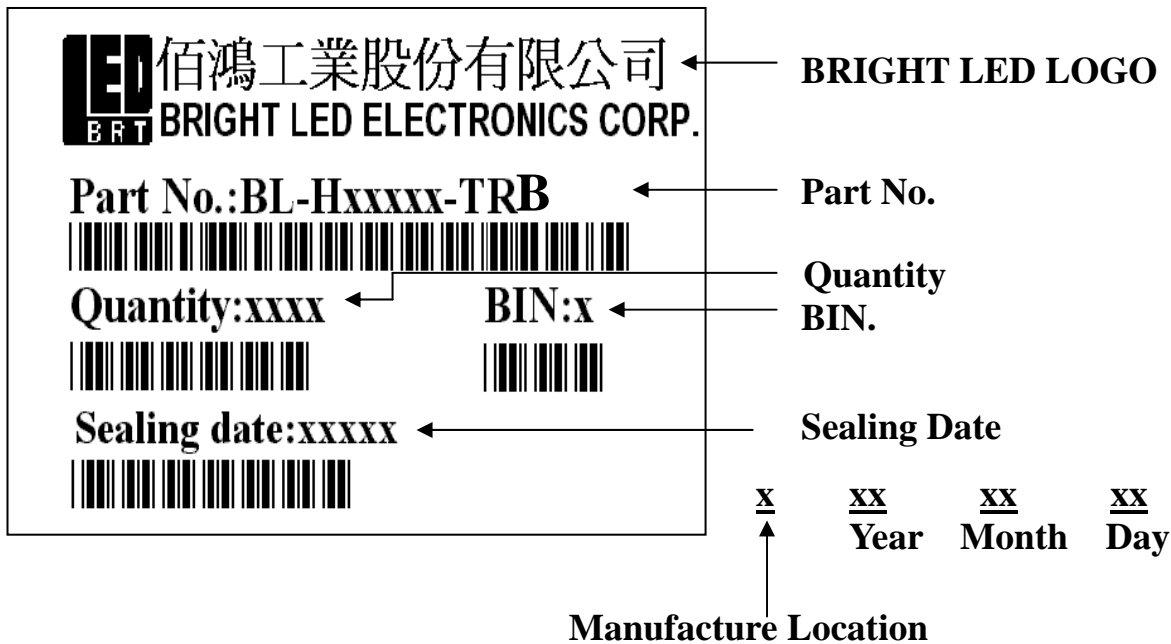 LED 佰鴻工業股份有限公司
BRT BRIGHT LED ELECTRONICS CORP.
BRIGHT LED LOGO
Part No.:BL-Hxxxxx-TRB
Part No.
Quantity:xxxx
Quantity
BIN:x
BIN.
Sealing date:xxxxx
Sealing Date
x xx xx xx
Year Month Day
Manufacture Location